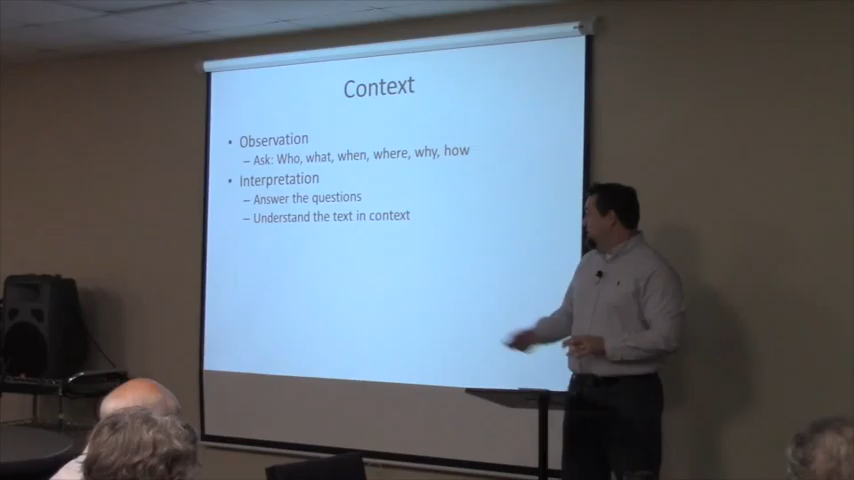 Context
• Observation
– Ask: Who, what, when, where, why, how
• Interpretation
– Answer the questions
– Understand the text in context